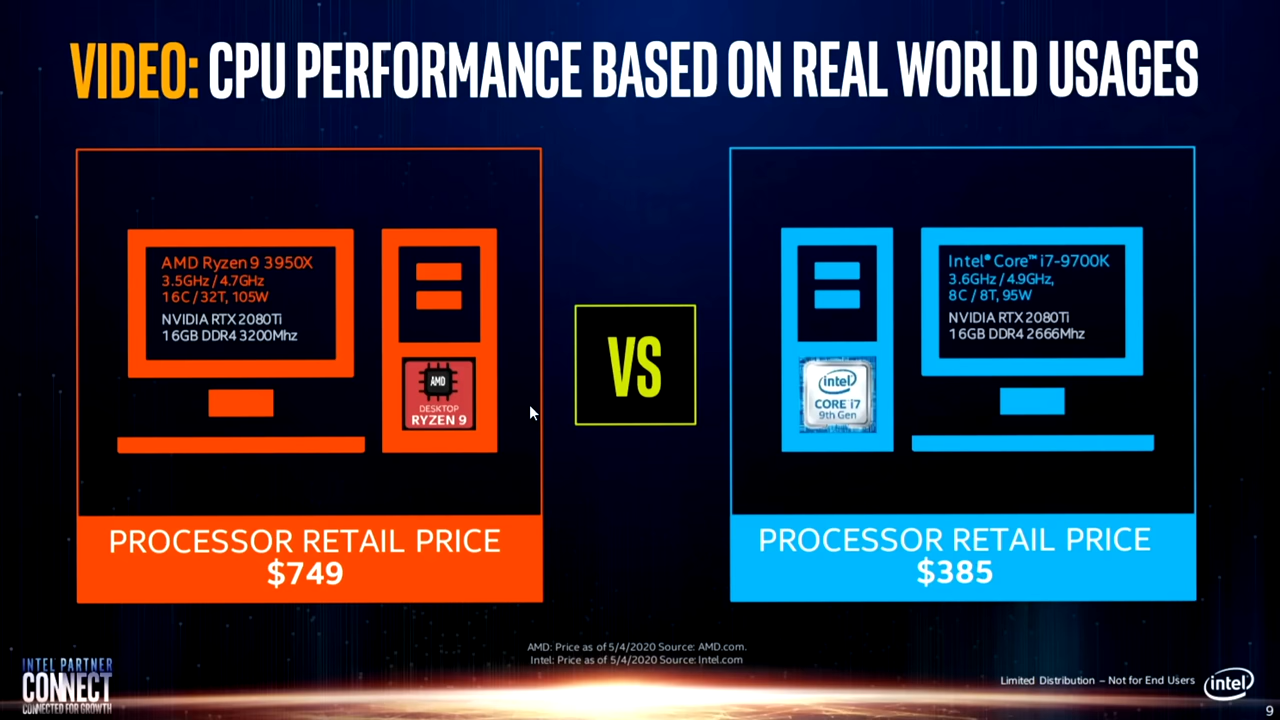 VIDEO: CPU PERFORMANCE BASED ON REAL WORLD USAGES
AMD Ryzen 9 3950X
3.5GHz / 4.7GHz
16C / 32T, 105W
NVIDIA RTX 2080Ti
16GB DDR4 3200Mhz
AMD
DESKTOP
RYZEN 9
PROCESSOR RETAIL PRICE
$749
VS
Intel® Core™ i7-9700K
3.6GHz / 4.9GHz,
8C / 8T, 95W
NVIDIA RTX 2080Ti
16GB DDR4 2666Mhz
intel
CORE i7
9th Gen
PROCESSOR RETAIL PRICE
$385
AMD: Price as of 5/4/2020 Source: AMD.com.
Intel: Price as of 5/4/2020 Source: Intel.com
INTEL PARTNER
CONNECT
CONNECTED FOR GROWTH
Limited Distribution – Not for End Users
intel
9